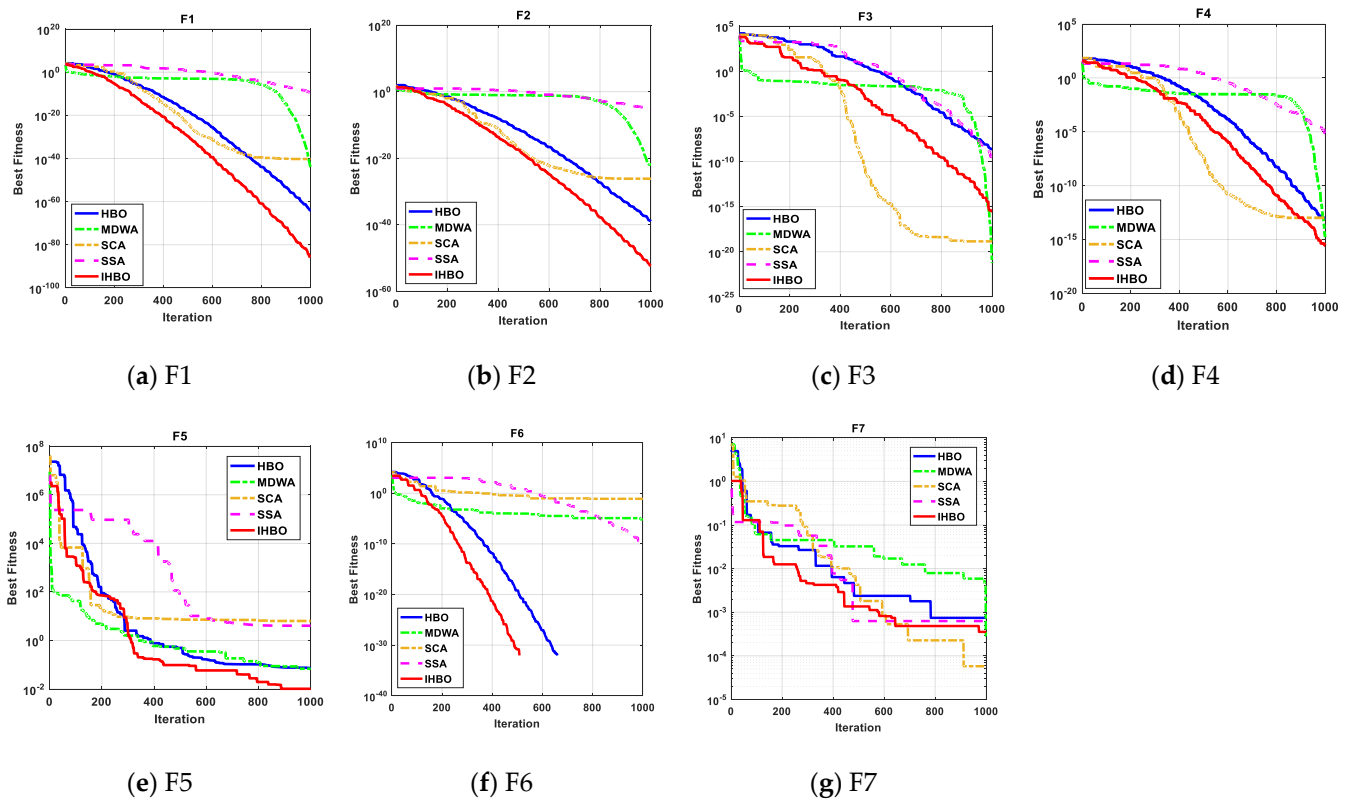 F1
10^20
10^0
10^-20
10^-40
10^-60
10^-80
10^-100
Best Fitness
HBO
MDWA
SCA
SSA
IHBO
0 200 400 600 800 1000
Iteration
(a) F1
F2
10^20
10^0
10^-20
10^-40
10^-60
Best Fitness
HBO
MDWA
SCA
SSA
IHBO
0 200 400 600 800 1000
Iteration
(b) F2
F3
10^5
10^0
10^-5
10^-10
10^-15
10^-20
10^-25
Best Fitness
HBO
MDWA
SCA
SSA
IHBO
0 200 400 600 800 1000
Iteration
(c) F3
F4
10^5
10^0
10^-5
10^-10
10^-15
10^-20
Best Fitness
HBO
MDWA
SCA
SSA
IHBO
0 200 400 600 800 1000
Iteration
(d) F4
F5
10^8
10^6
10^4
10^2
10^0
10^-2
Best Fitness
HBO
MDWA
SCA
SSA
IHBO
0 200 400 600 800 1000
Iteration
(e) F5
F6
10^10
10^0
10^-10
10^-20
10^-30
10^-40
Best Fitness
HBO
MDWA
SCA
SSA
IHBO
0 200 400 600 800 1000
Iteration
(f) F6
F7
10^1
10^0
10^-1
10^-2
10^-3
10^-4
10^-5
Best Fitness
HBO
MDWA
SCA
SSA
IHBO
0 200 400 600 800 1000
Iteration
(g) F7